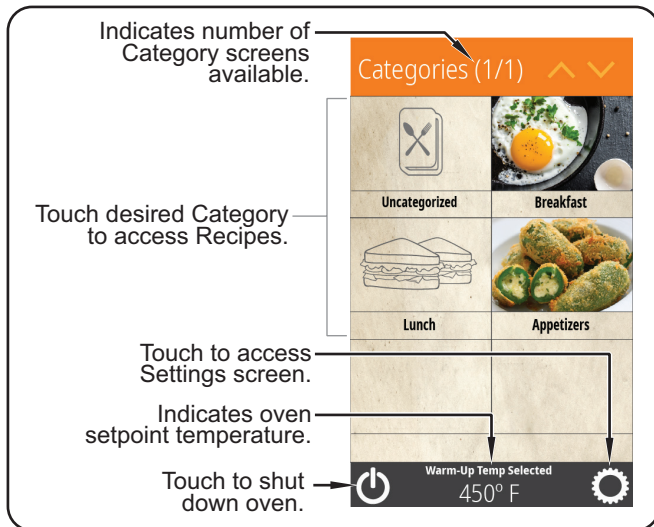 Indicates number of
Category screens
available.
Categories (1/1)
Touch desired Category
to access Recipes.
Uncategorized
Breakfast
Lunch
Appetizers
Touch to access
Settings screen.
Indicates oven
setpoint temperature.
Touch to shut
down oven.
Warm-Up Temp Selected
450° F